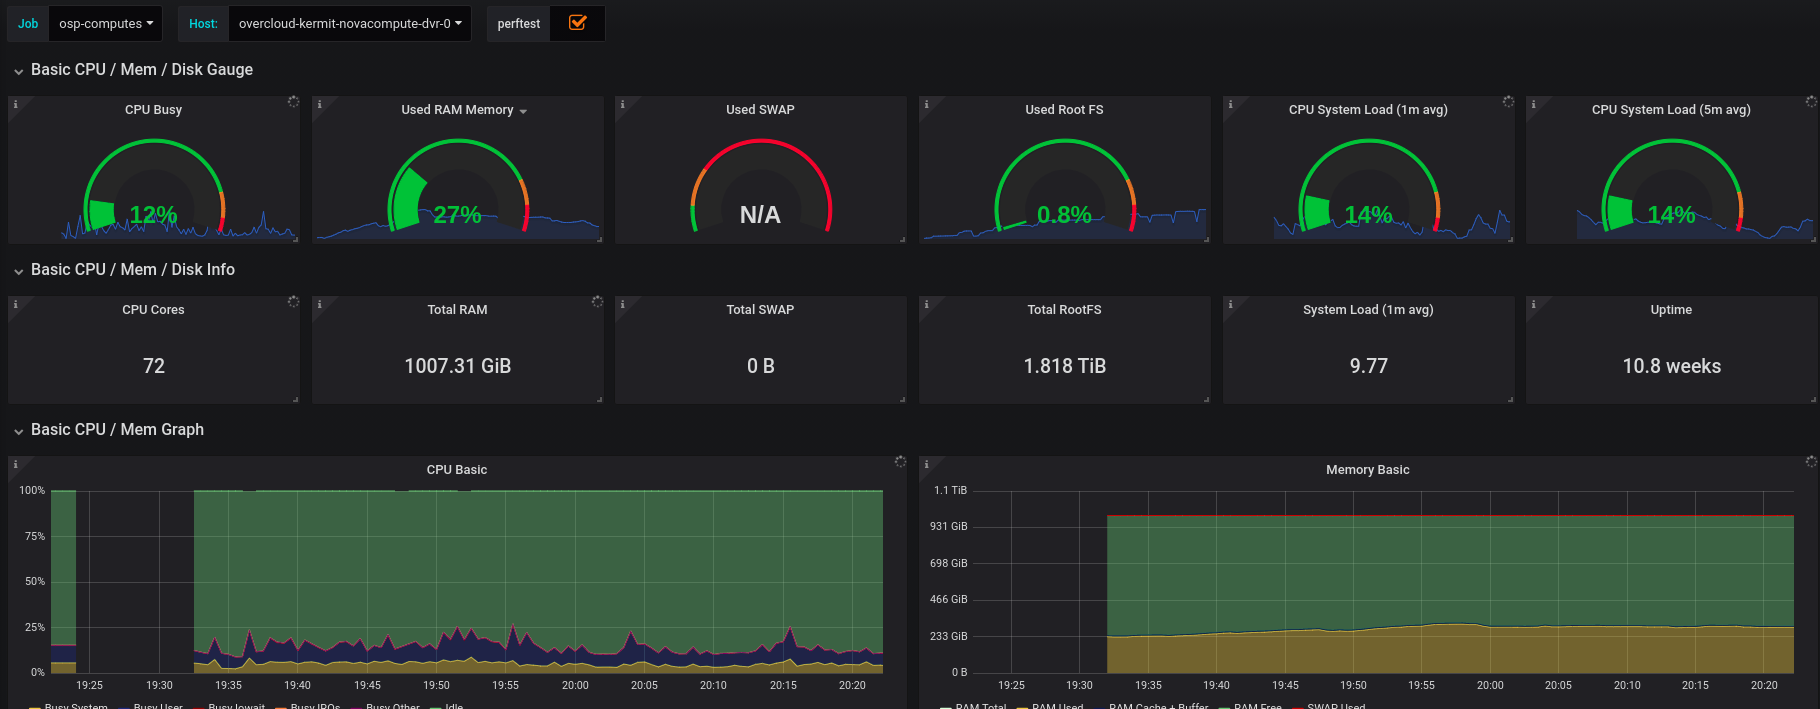 Job osp-computes Host: overcloud-kermit-novacompute-dvr-0 perftest
Basic CPU / Mem / Disk Gauge
CPU Busy Used RAM Memory Used SWAP Used Root FS CPU System Load (1m avg) CPU System Load (5m avg)
12% 27% N/A 0.8% 14% 14%
Basic CPU / Mem / Disk Info
CPU Cores Total RAM Total SWAP Total RootFS System Load (1m avg) Uptime
72 1007.31 GiB 0 B 1.818 TiB 9.77 10.8 weeks
Basic CPU / Mem Graph
CPU Basic
100%
75%
50%
25%
0%
19:25 19:30 19:35 19:40 19:45 19:50 19:55 20:00 20:05 20:10 20:15 20:20
Busy System Busy User Busy Iowait Busy IRQs Busy Other Idle
Memory Basic
1.1 TiB
931 GiB
698 GiB
466 GiB
233 GiB
0 B
19:25 19:30 19:35 19:40 19:45 19:50 19:55 20:00 20:05 20:10 20:15 20:20
RAM Total RAM Used RAM Cache + Buffer RAM Free SWAP Used